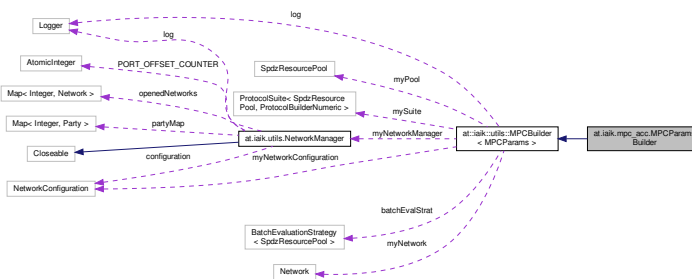 log
Logger
log
AtomicInteger
PORT_OFFSET_COUNTER
SpdzResourcePool
myPool
Map< Integer, Network >
openedNetworks
ProtocolSuite< SpdzResource
Pool, ProtocolBuilderNumeric >
mySuite
Map< Integer, Party >
partyMap
at.iaik.utils.NetworkManager
myNetworkManager
at::iaik::utils::MPCBuilder
< MPCParams >
at.iaik.mpc_acc.MPCParam
Builder
Closeable
configuration
myNetworkConfiguration
NetworkConfiguration
batchEvalStrat
BatchEvaluationStrategy
< SpdzResourcePool >
myNetwork
Network